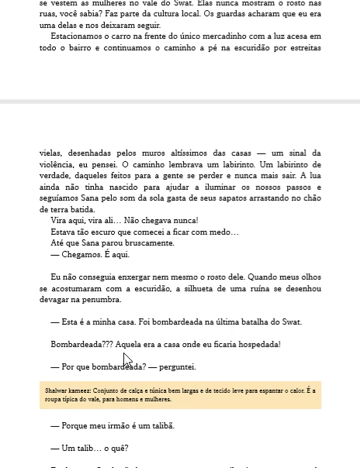 se vestem as mulheres no vale do Swat. Elas nunca mostram o rosto nas
ruas, você sabia? Faz parte da cultura local. Os guardas acharam que eu era
uma delas e nos deixaram seguir.
Estacionamos o carro na frente do único mercadinho com a luz acesa em
todo o bairro e continuamos o caminho a pé na escuridão por estreitas
vielas, desenhadas pelos muros altíssimos das casas — um sinal da
violência, eu pensei. O caminho lembrava um labirinto. Um labirinto de
verdade, daqueles feitos para a gente se perder e nunca mais sair. A lua
ainda não tinha nascido para ajudar a iluminar os nossos passos e
seguíamos Sana pelo som da sola gasta de seus sapatos arrastando no chão
de terra batida.
Vira aqui, vira ali… Não chegava nunca!
Estava tão escuro que comecei a ficar com medo…
Até que Sana parou bruscamente.
— Chegamos. É aqui.
Eu não conseguia enxergar nem mesmo o rosto dele. Quando meus olhos
se acostumaram com a escuridão, a silhueta de uma ruína se desenhou
devagar na penumbra.
— Esta é a minha casa. Foi bombardeada na última batalha do Swat.
Bombardeada??? Aquela era a casa onde eu ficaria hospedada!
— Por que bombardeada? — perguntei.
Shalwar kameez: Conjunto de calça e túnica bem largas e de tecido leve para espantar o calor. É a
roupa típica do vale, para homens e mulheres.
— Porque meu irmão é um talibã.
— Um talib… o quê?